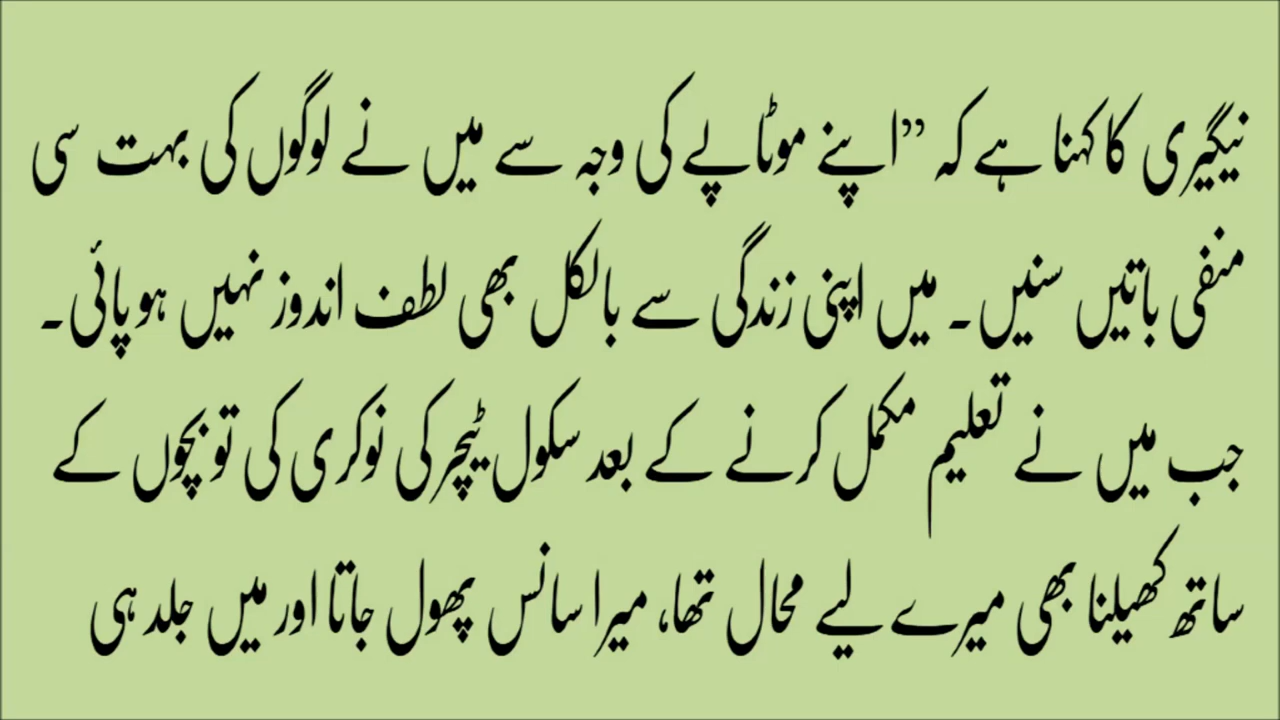 نیگیری کا کہنا ہے کہ ”اپنے موٹاپے کی وجہ سے میں نے لوگوں کی بہت سی
منفی باتیں سنیں۔ میں اپنی زندگی سے بالکل بھی لطف اندوز نہیں ہو پائی۔
جب میں نے تعلیم مکمل کرنے کے بعد سکول ٹیچر کی نوکری کی تو بچوں کے
ساتھ کھیلنا بھی میرے لیے محال تھا، میرا سانس پھول جاتا اور میں جلد ہی